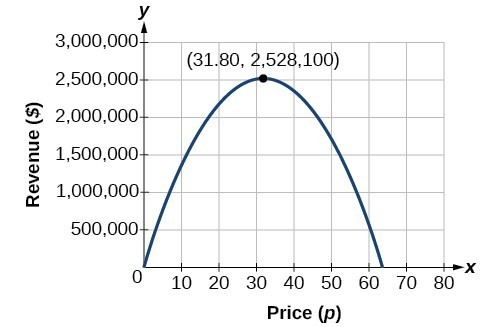 y
3,000,000
(31.80, 2,528,100)
2,500,000
2,000,000
Revenue ($)
1,500,000
1,000,000
500,000
0
x
10 20 30 40 50 60 70 80
Price (p)